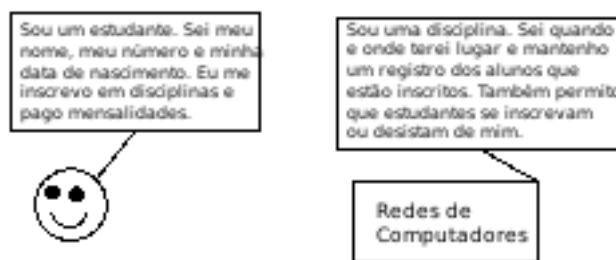 Sou um estudante. Sei meu
nome, meu número e minha
data de nascimento. Eu me
inscrevo em disciplinas e
pago mensalidades.
Sou uma disciplina. Sei quando
e onde terei lugar e mantenho
um registro dos alunos que
estão inscritos. Também permito
que estudantes se inscrevam
ou desistam de mim.
Redes de
Computadores